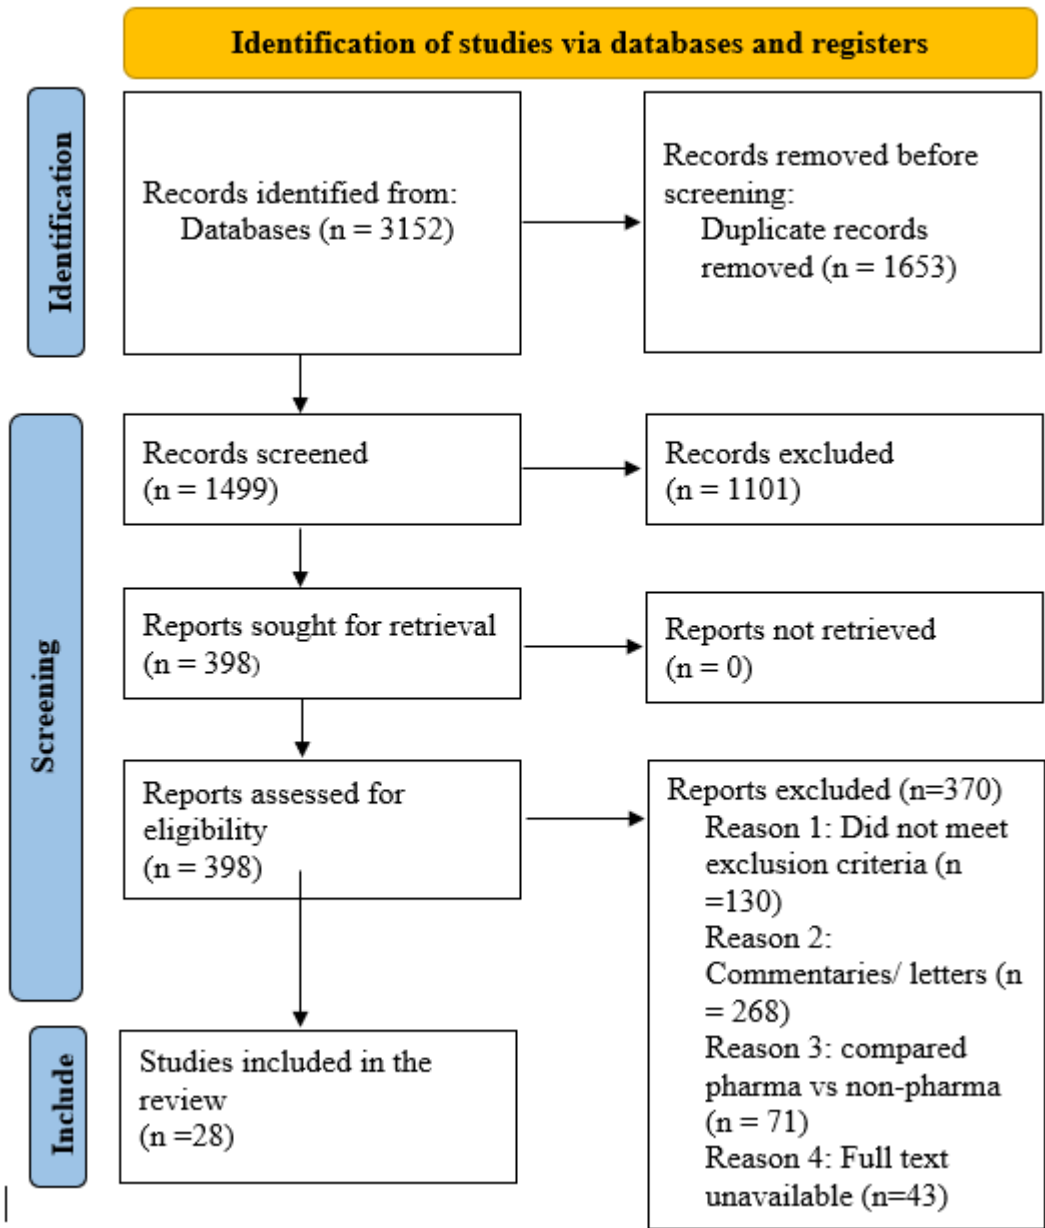 Identification of studies via databases and registers
Identification
Records identified from:
Databases (n = 3152)
Records removed before
screening:
Duplicate records
removed (n = 1653)
Screening
Records screened
(n = 1499)
Records excluded
(n = 1101)
Reports sought for retrieval
(n = 398)
Reports not retrieved
(n = 0)
Reports assessed for
eligibility
(n = 398)
Reports excluded (n=370)
Reason 1: Did not meet
exclusion criteria (n
=130)
Reason 2:
Commentaries/ letters (n
= 268)
Reason 3: compared
pharma vs non-pharma
(n = 71)
Reason 4: Full text
unavailable (n=43)
Include
Studies included in the
review
(n =28)